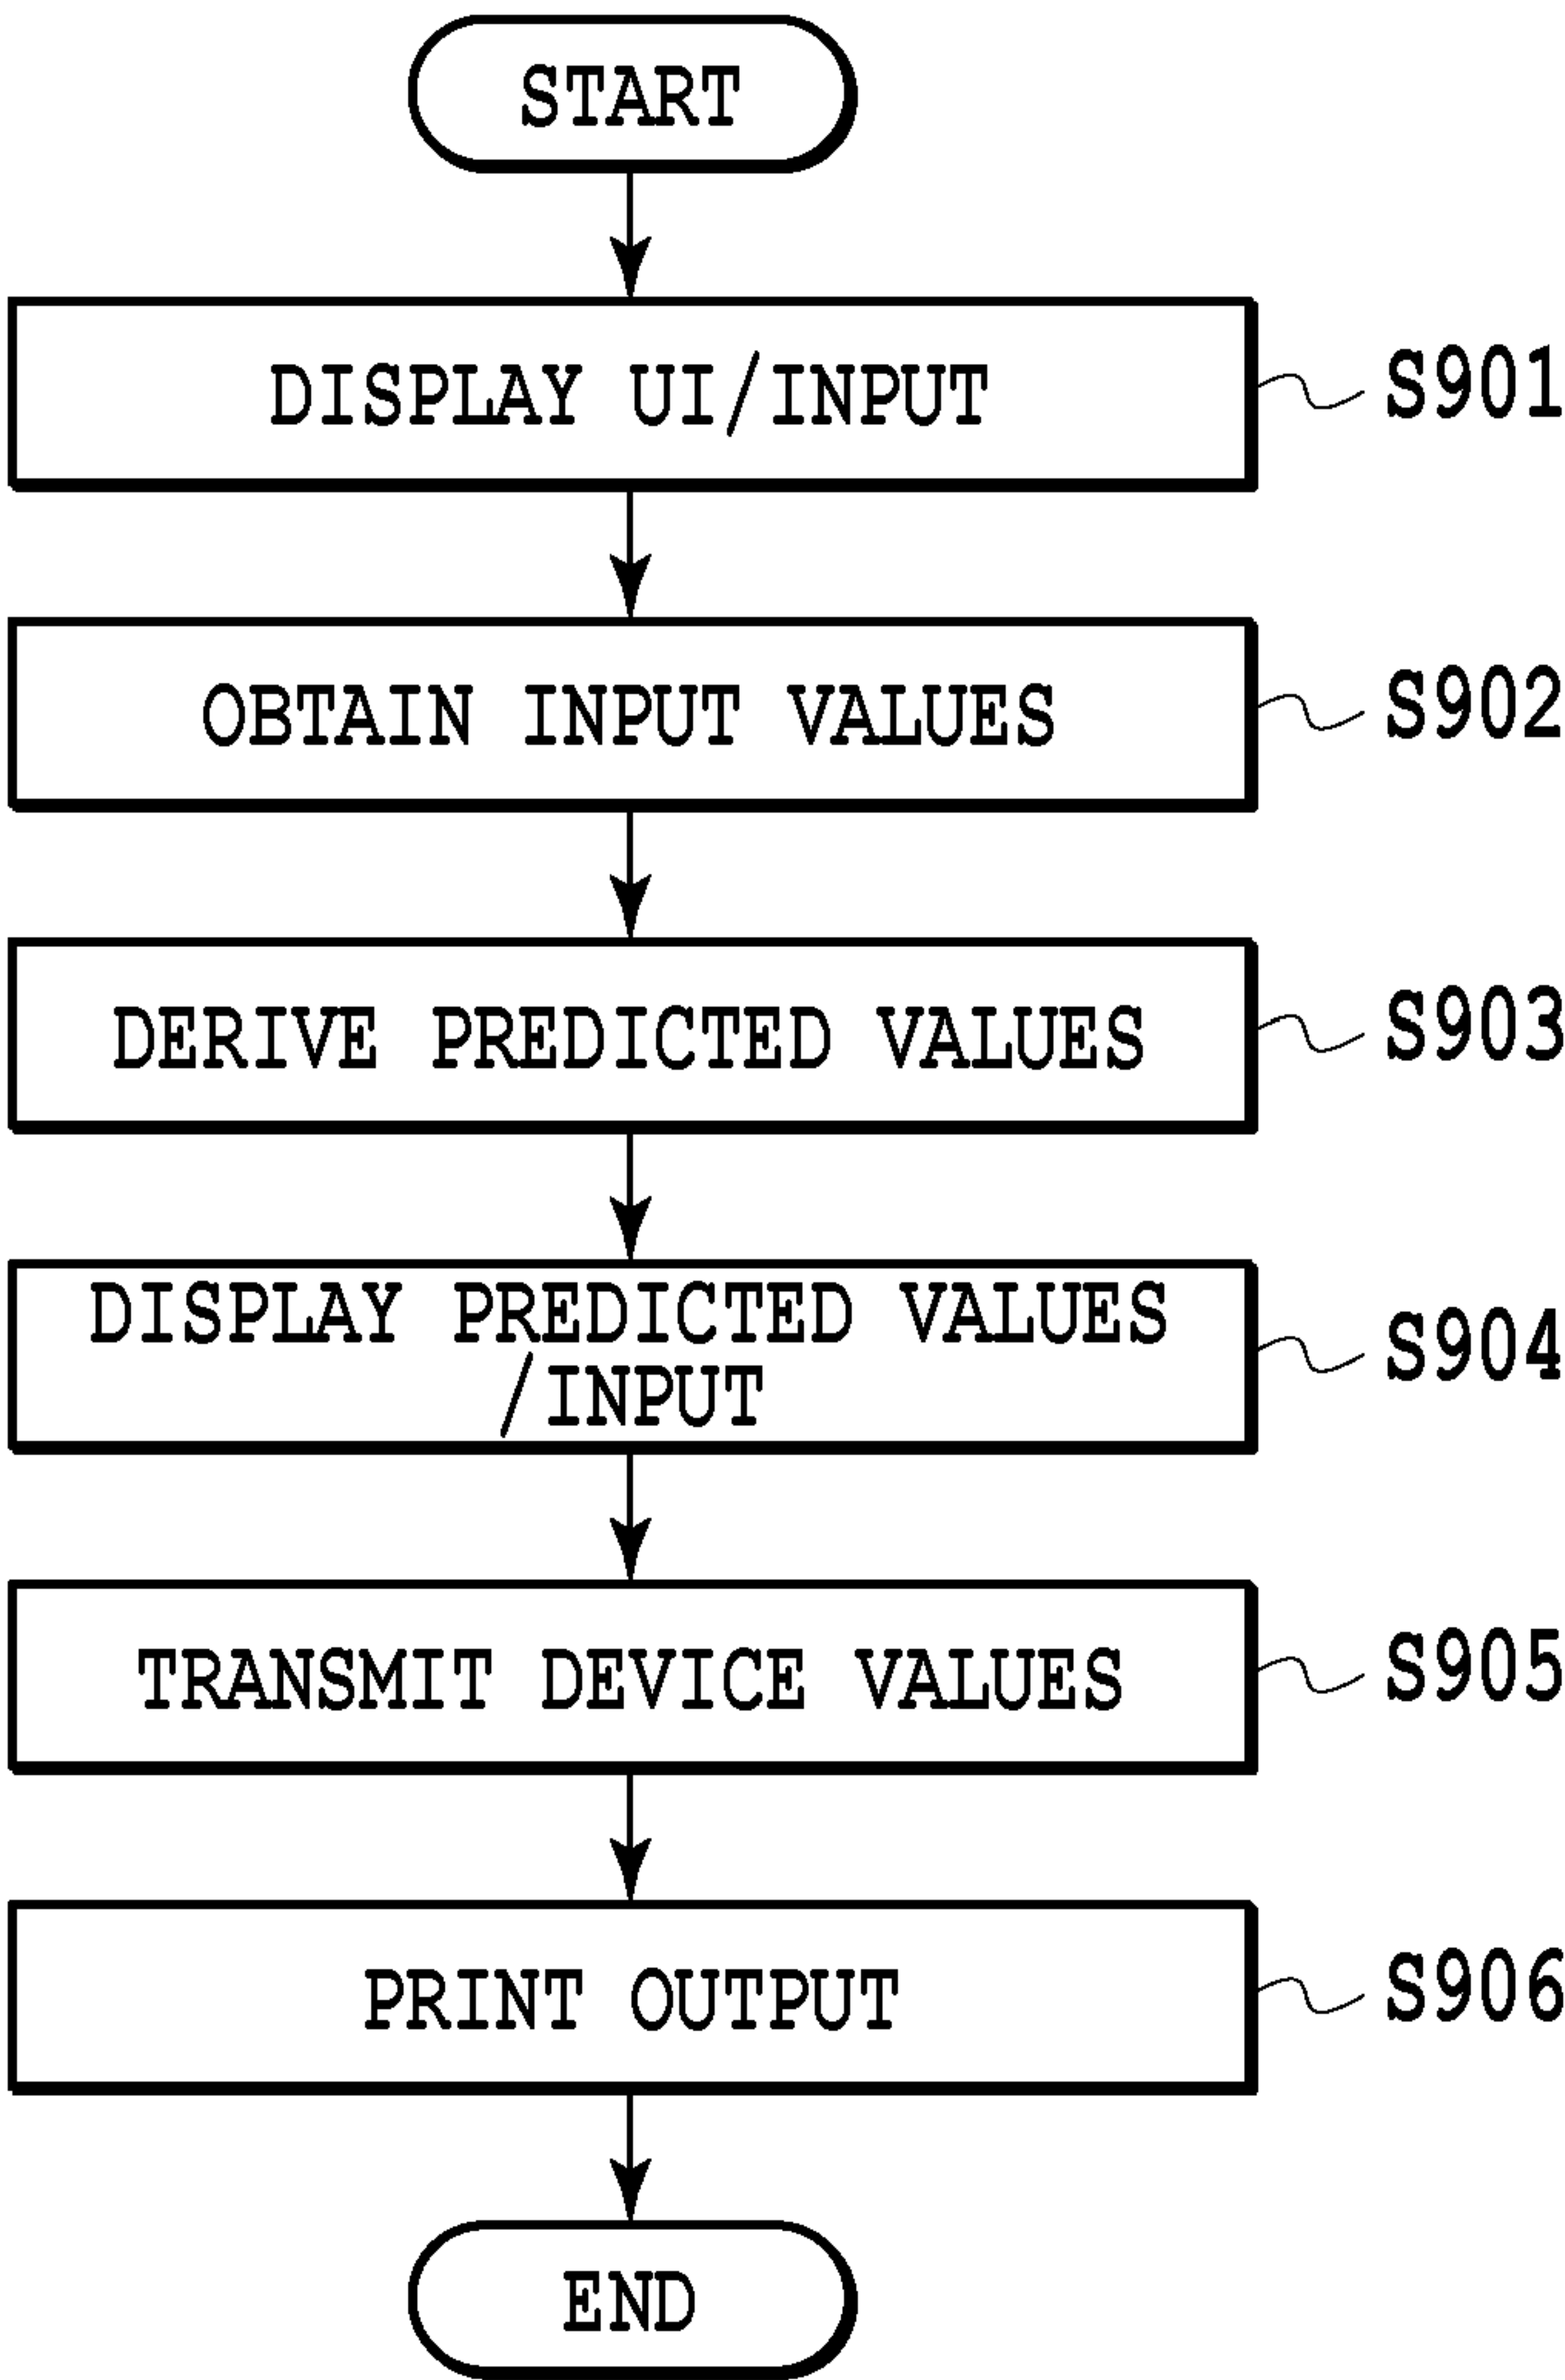 START
DISPLAY UI/INPUT
S901
OBTAIN INPUT VALUES
S902
DERIVE PREDICTED VALUES
S903
DISPLAY PREDICTED VALUES
/INPUT
S904
TRANSMIT DEVICE VALUES
S905
PRINT OUTPUT
S906
END